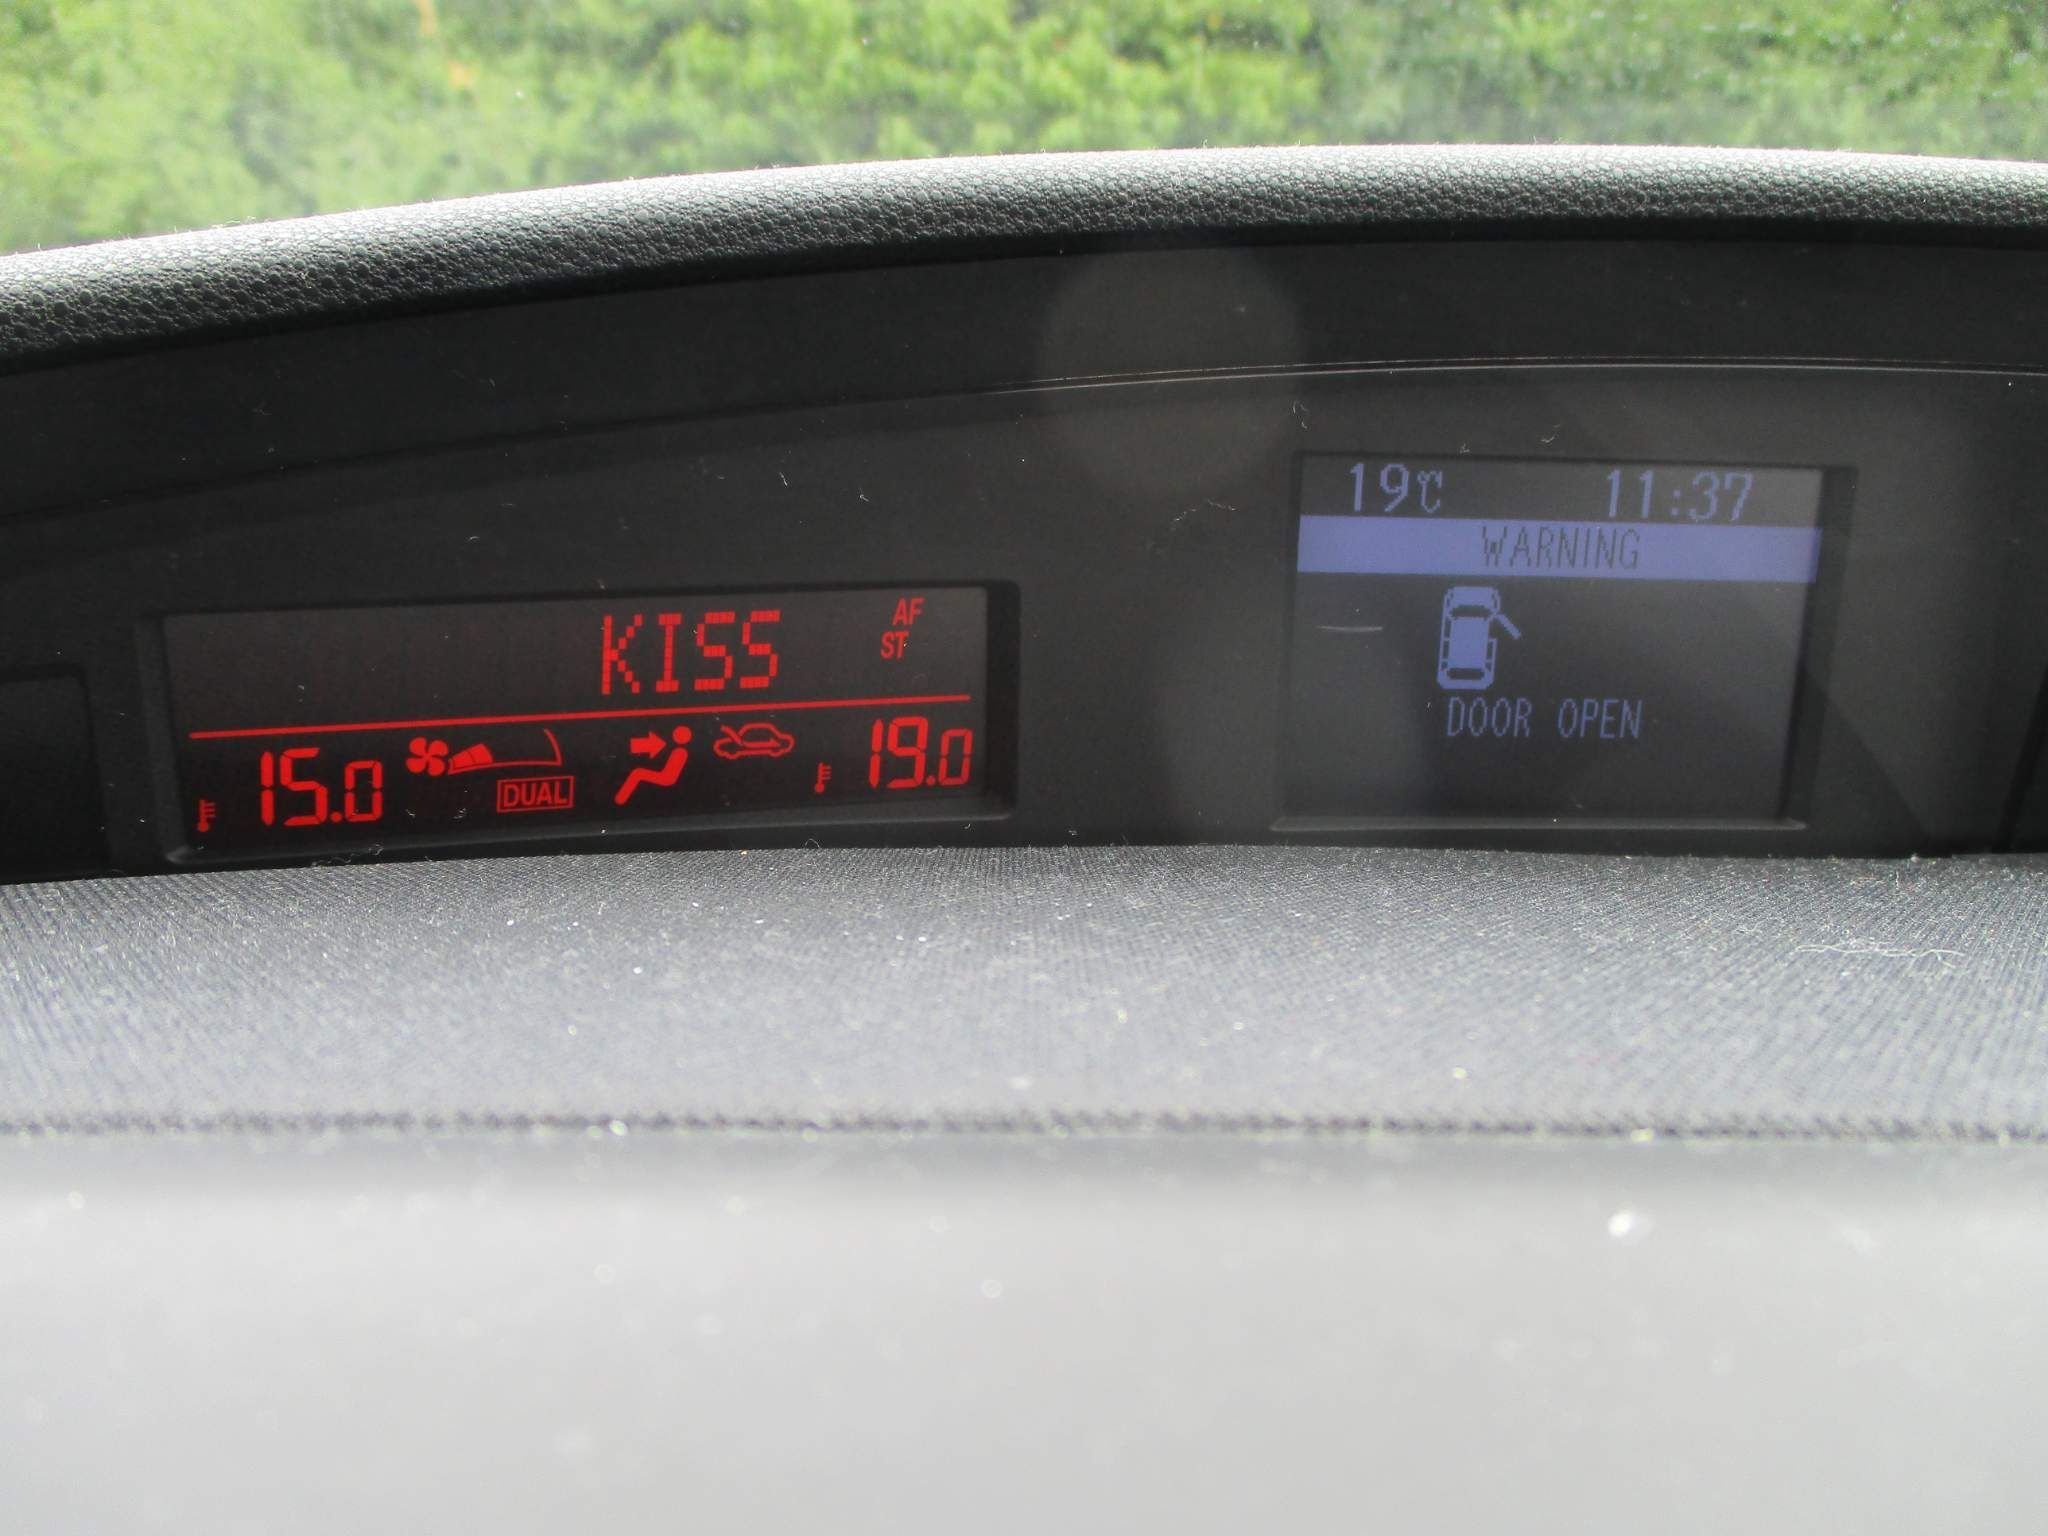 KISS AF
ST
15.0 DUAL 19.0
19℃ 11:37
WARNING
DOOR OPEN